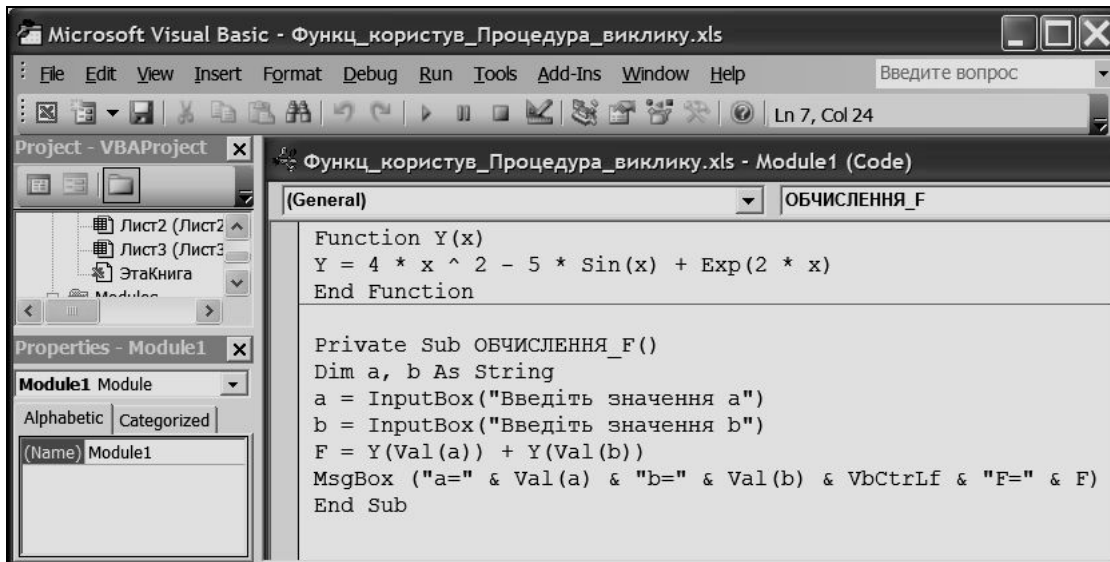 Microsoft Visual Basic - Функц_користув_Процедура_виклику.xls
File Edit View Insert Format Debug Run Tools Add-Ins Window Help Введите вопрос
Ln 7, Col 24
Project - VBAProject
Лист2 (Лист2
Лист3 (Лист3
ЭтаКнига
Modules
Properties - Module1
Module1 Module
Alphabetic Categorized
(Name) Module1
Функц_користув_Процедура_виклику.xls - Module1 (Code)
(General) ОБЧИСЛЕННЯ_F
Function Y(x)
Y = 4 * x ^ 2 - 5 * Sin(x) + Exp(2 * x)
End Function
Private Sub ОБЧИСЛЕННЯ_F()
Dim a, b As String
a = InputBox("Введіть значення a")
b = InputBox("Введіть значення b")
F = Y(Val(a)) + Y(Val(b))
MsgBox ("a=" & Val(a) & "b=" & Val(b) & VbCtrLf & "F=" & F)
End Sub